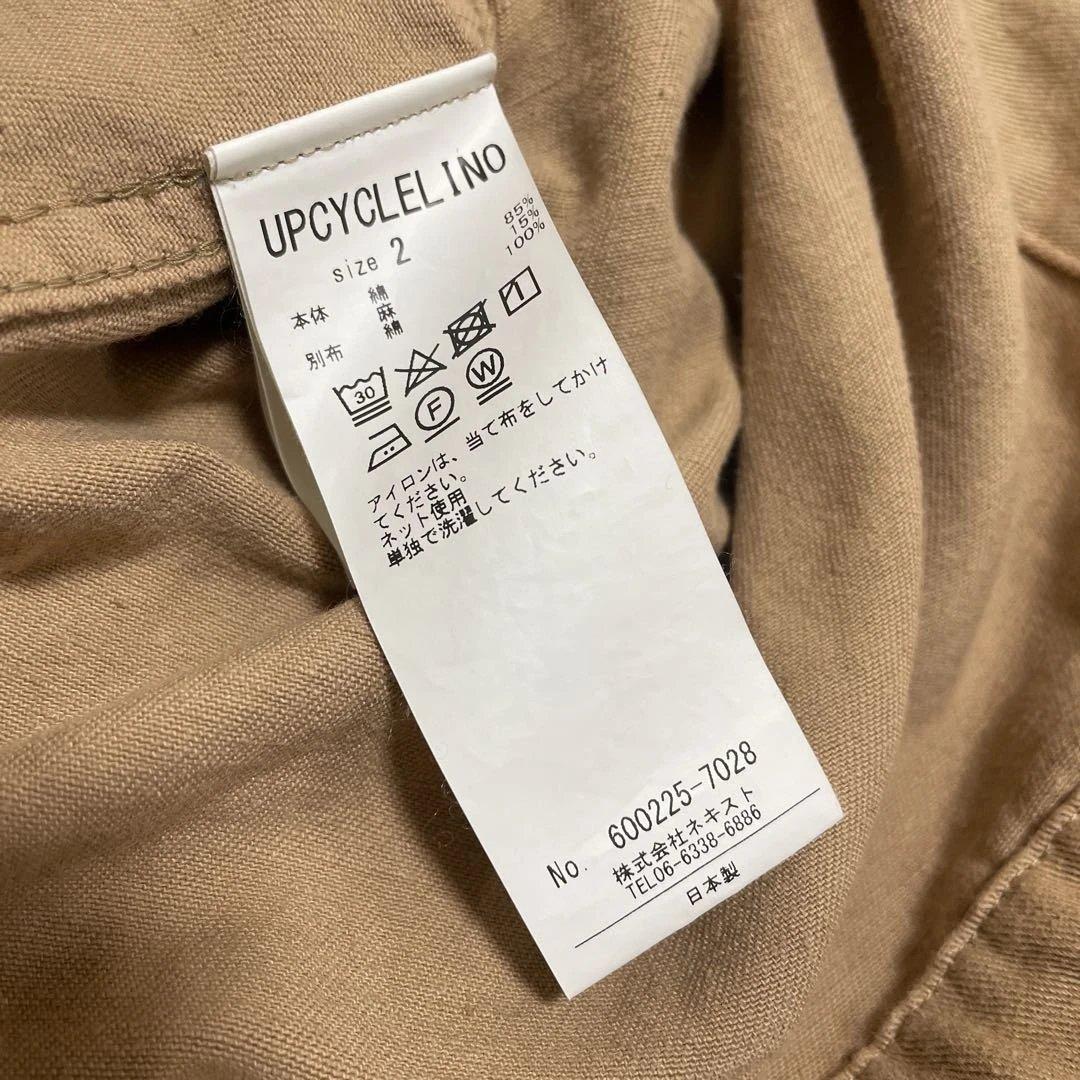 UPCYCLELINO
size 2
本体 綿 85%
麻 15%
別布 綿 100%
30
F W
アイロンは、当て布をしてかけ
てください。
ネット使用
単独で洗濯してください。
No. 600225-7028
株式会社ネキスト
TEL06-6338-6886
日本製